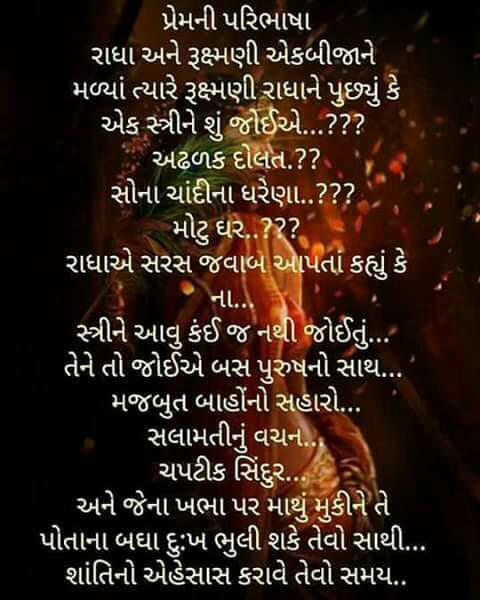 પ્રેમની પરિભાષા
રાધા અને રૂક્ષ્મણી એકબીજાને
મળ્યાં ત્યારે રૂક્ષ્મણી રાધાને પુછ્યું કે
એક સ્ત્રીને શું જોઈએ...???
અઢળક દોલત.??
સોના ચાંદીના ઘરેણા..???
મોટુ ઘર..???
રાધાએ સરસ જવાબ આપતાં કહ્યું કે
ના...
સ્ત્રીને આવુ કંઈ જ નથી જોઈતું...
તેને તો જોઈએ બસ પુરુષનો સાથ...
મજબુત બાહોંનો સહારો...
સલામતીનું વચન...
ચપટીક સિંદુર...
અને જેના ખભા પર માથું મુકીને તે
પોતાના બધા દુ:ખ ભુલી શકે તેવો સાથી...
શાંતિનો એહેસાસ કરાવે તેવો સમય..